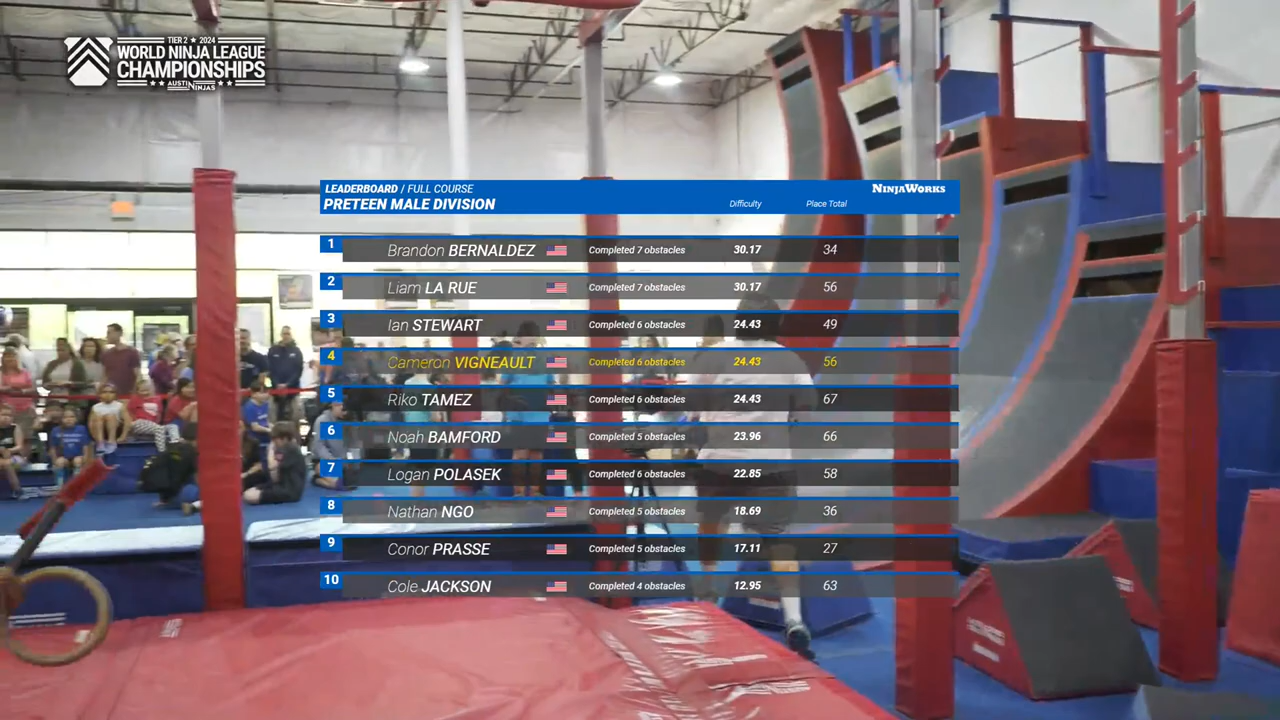 TIER 2 ★ 2024
WORLD NINJA LEAGUE
CHAMPIONSHIPS
AUSTIN NINJAS
LEADERBOARD / FULL COURSE
NINJAWORKS
PRETEEN MALE DIVISION Difficulty Place Total
1 Brandon BERNALDEZ Completed 7 obstacles 30.17 34
2 Liam LA RUE Completed 7 obstacles 30.17 56
3 Ian STEWART Completed 6 obstacles 24.43 49
4 Cameron VIGNEAULT Completed 6 obstacles 24.43 56
5 Riko TAMEZ Completed 6 obstacles 24.43 67
6 Noah BAMFORD Completed 5 obstacles 23.96 66
7 Logan POLASEK Completed 6 obstacles 22.85 58
8 Nathan NGO Completed 5 obstacles 18.69 36
9 Conor PRASSE Completed 5 obstacles 17.11 27
10 Cole JACKSON Completed 4 obstacles 12.95 63